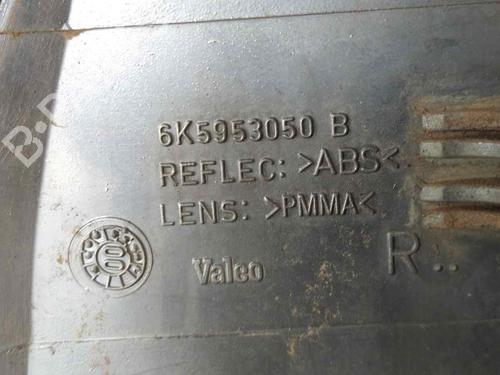 6K5953050 B
REFLEC: >ABS<
LENS: >PMMA<
Valeo
R..